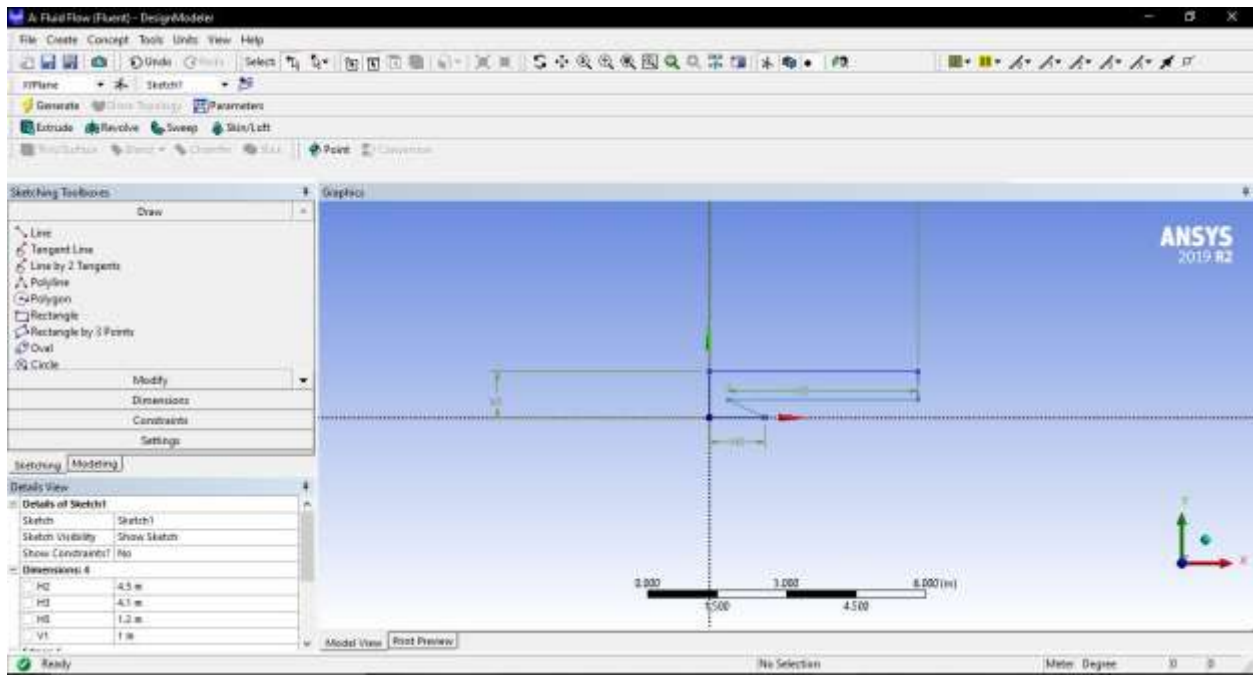 A: Fluid Flow (Fluent) - DesignModeler
File Create Concept Tools Units View Help
Undo Select
XYPlane Sketch1
Generate Parameters
Extrude Revolve Sweep Skin/Loft
Point
Sketching Toolboxes
Draw
Line
Tangent Line
Line by 2 Tangents
Polyline
Polygon
Rectangle
Rectangle by 3 Points
Oval
Circle
Modify
Dimensions
Constraints
Settings
Sketching Modeling
Details View
Details of Sketch1
Sketch Sketch1
Sketch Visibility Show Sketch
Show Constraints? No
Dimensions: 4
H2 4.5 m
H3 4.1 m
1.2 m
V1 1 m
Graphics
ANSYS
2019 R2
Y
X
0.000 3.000 6.000 (m)
1.500 4.500
Model View Print Preview
Ready No Selection Meter Degree 0 0